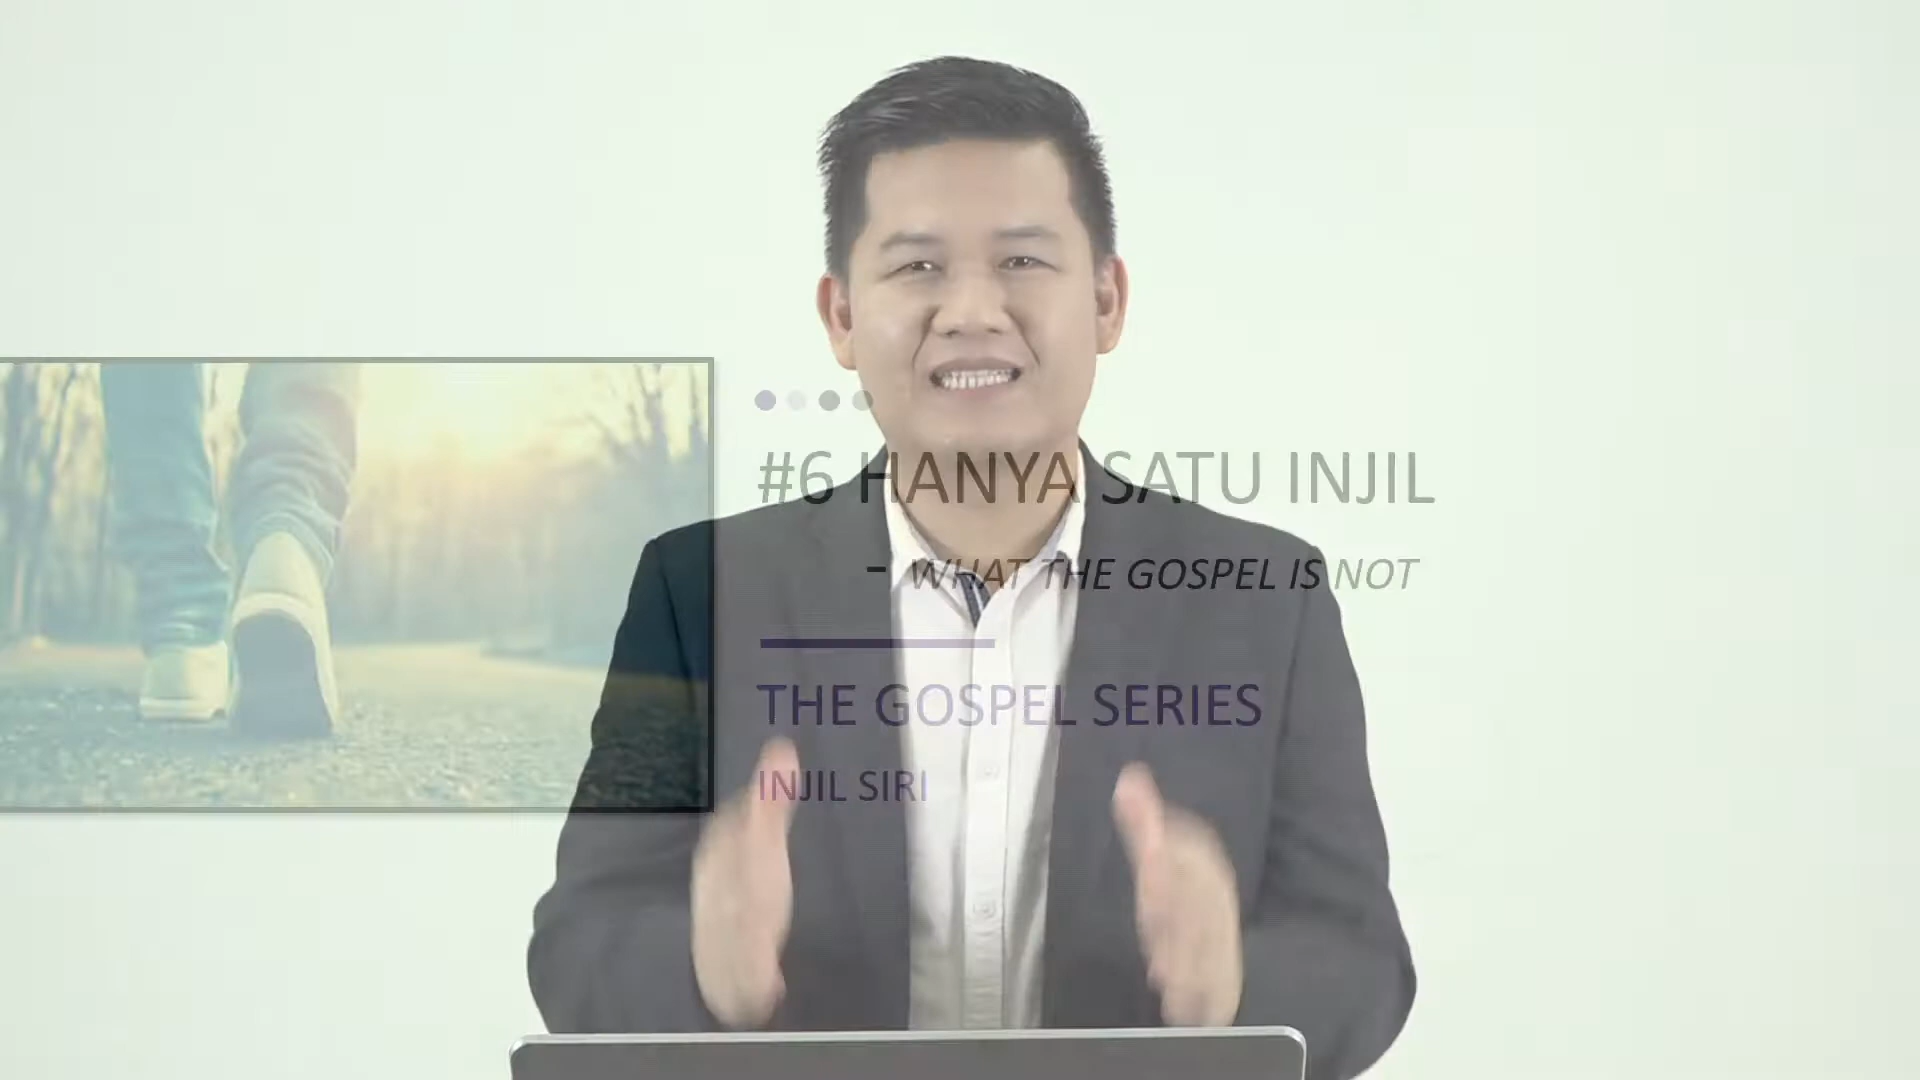 #6 HANYA SATU INJIL
- WHAT THE GOSPEL IS NOT
THE GOSPEL SERIES
INJIL SIRI